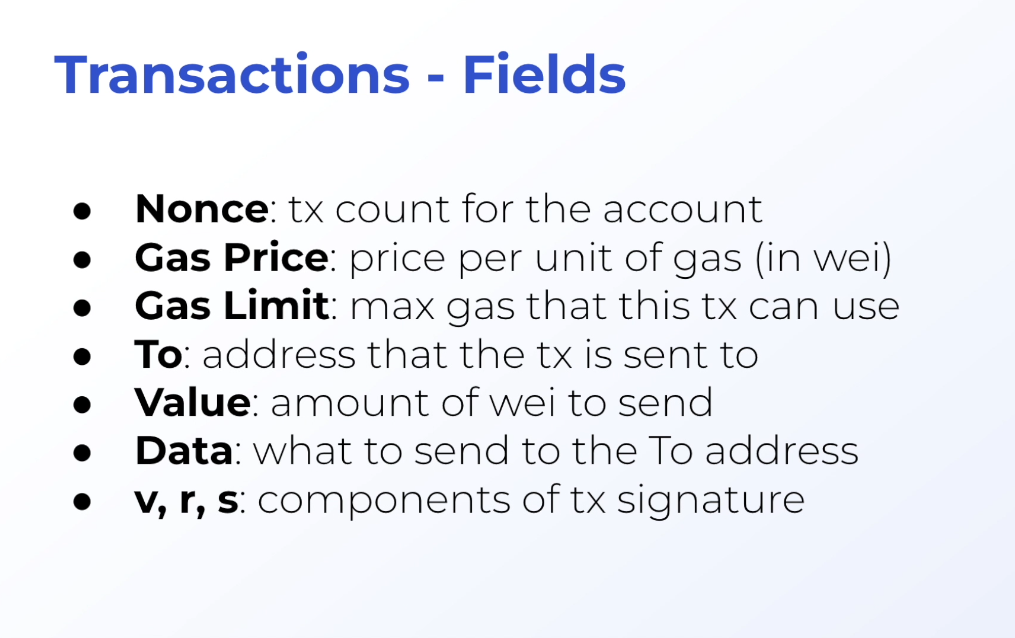 Transactions - Fields
● Nonce: tx count for the account
● Gas Price: price per unit of gas (in wei)
● Gas Limit: max gas that this tx can use
● To: address that the tx is sent to
● Value: amount of wei to send
● Data: what to send to the To address
● v, r, s: components of tx signature